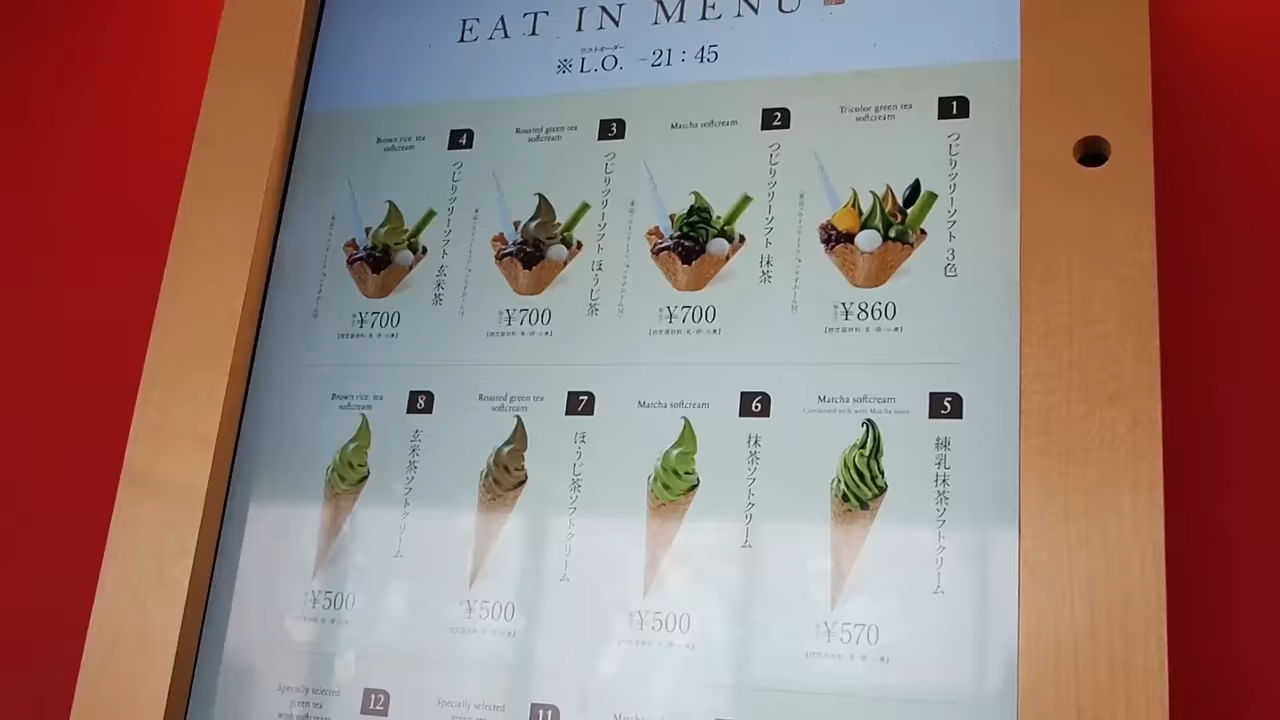 EAT IN MENU
ラストオーダー
※L.O. -21:45
1
Tricolor green tea
softcream
つじりツリーソフト 3色
¥860
2
Matcha softcream
つじりツリーソフト 抹茶
¥700
3
Roasted green tea
softcream
つじりツリーソフト ほうじ茶
¥700
4
Brown rice tea
softcream
つじりツリーソフト 玄米茶
¥700
5
Matcha softcream
Condensed milk with Matcha sauce
練乳抹茶ソフトクリーム
¥570
6
Matcha softcream
抹茶ソフトクリーム
¥500
7
Roasted green tea
softcream
ほうじ茶ソフトクリーム
¥500
8
Brown rice tea
softcream
玄米茶ソフトクリーム
¥500
11
Specially selected
green tea
12
Specially selected
green tea
with softcream